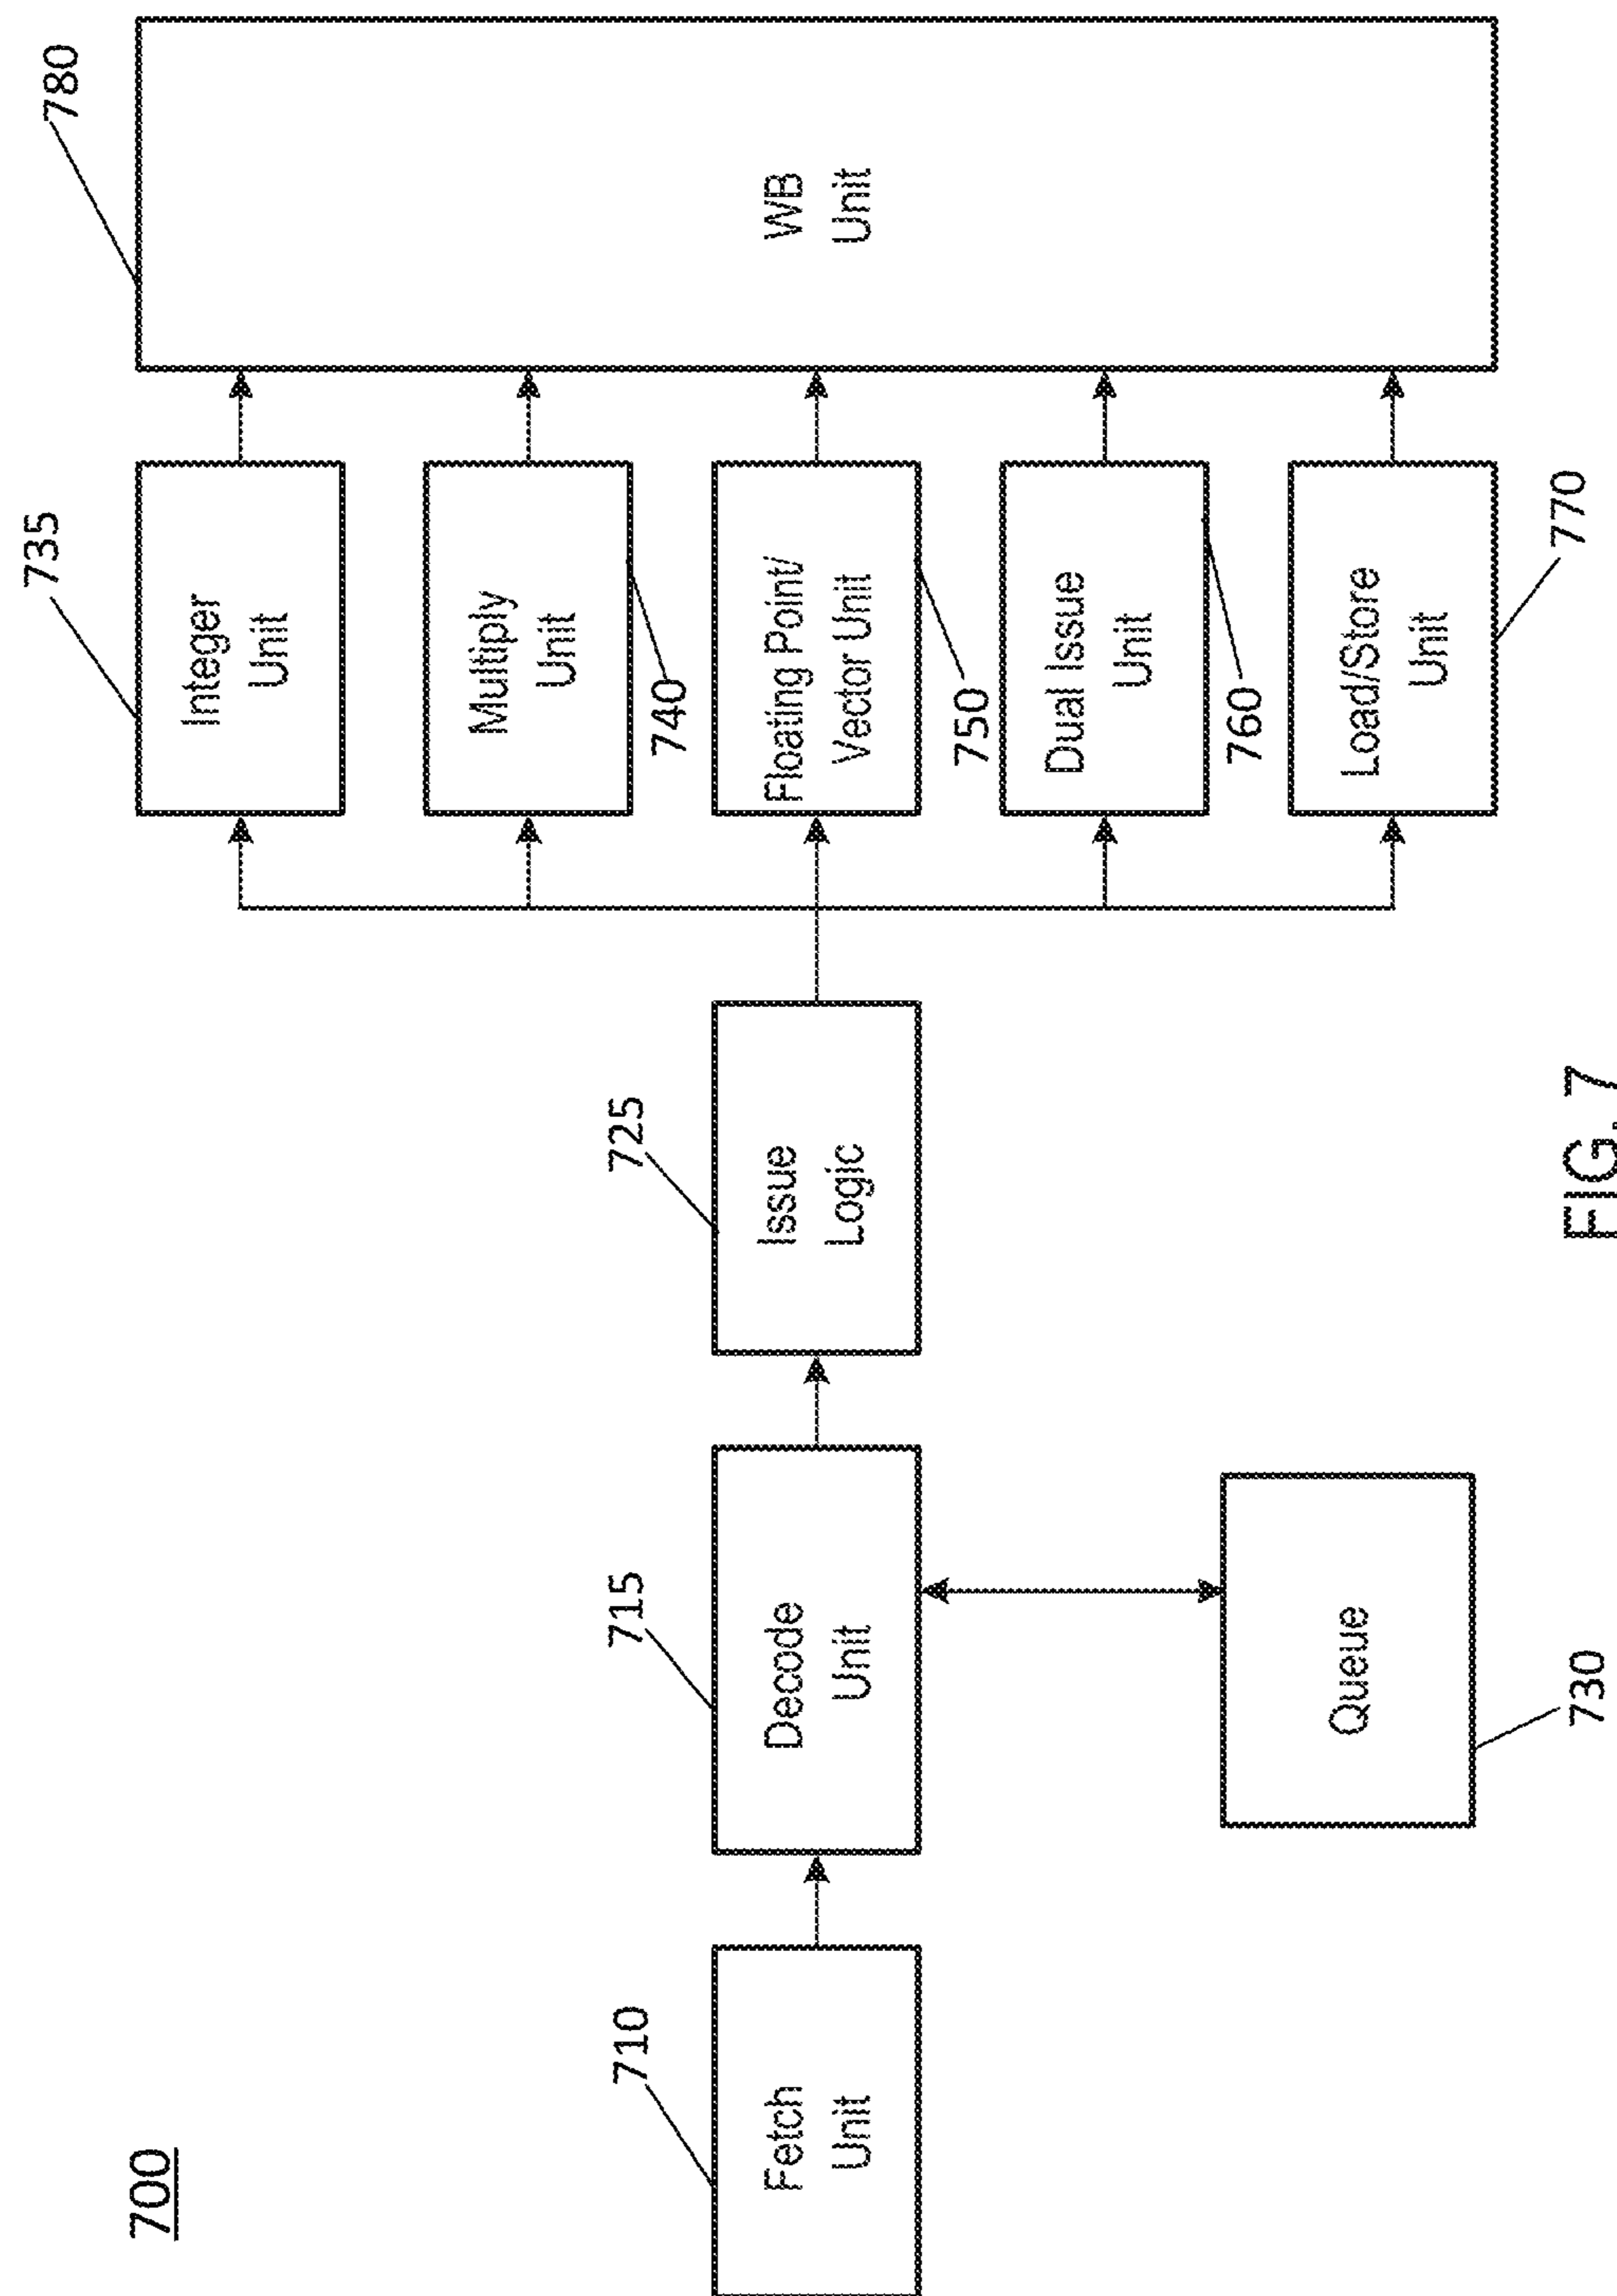 700
710
Fetch
Unit
715
Decode
Unit
Queue
730
725
Issue
Logic
735
Integer
Unit
Multiply
Unit
740
Floating Point/
Vector Unit
750
Dual Issue
Unit
760
Load/Store
Unit
770
780
WB
Unit
FIG. 7